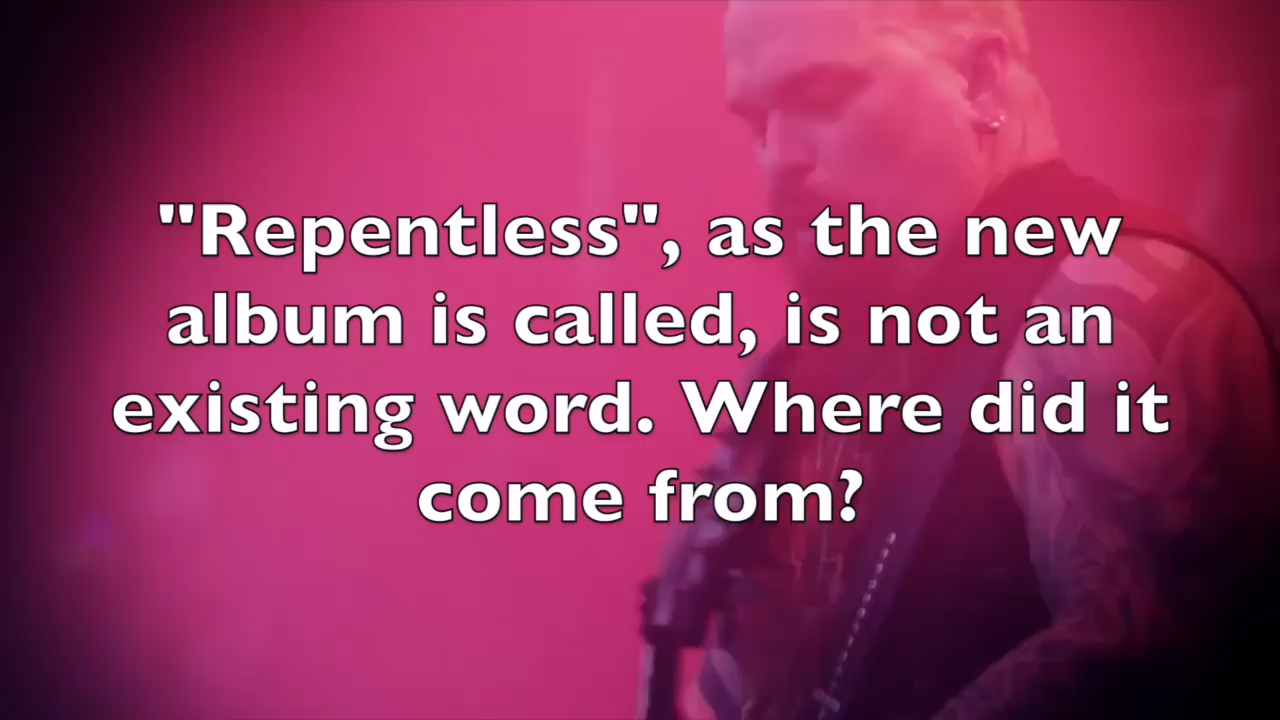 "Repentless", as the new
album is called, is not an
existing word. Where did it
come from?